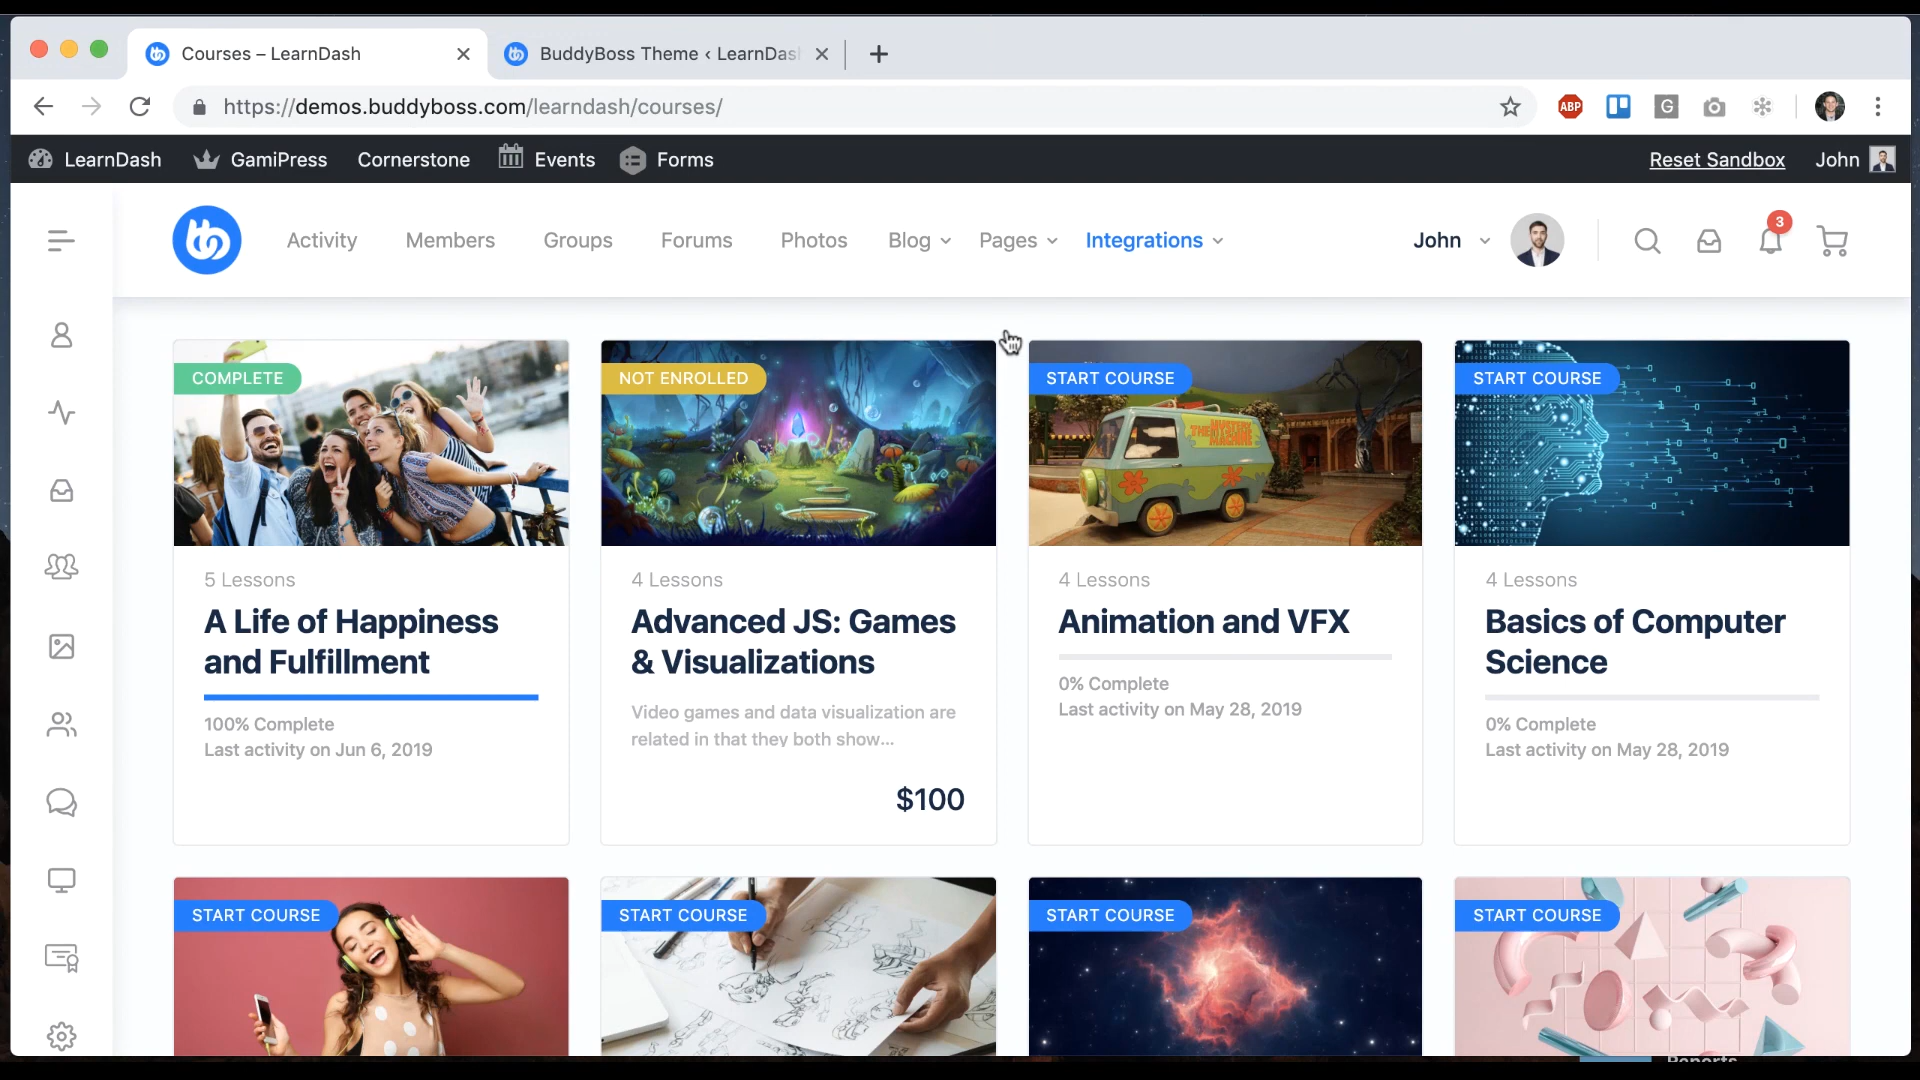 Courses – LearnDash
BuddyBoss Theme ‹ LearnDas
https://demos.buddyboss.com/learndash/courses/
ABP
G
LearnDash
GamiPress
Cornerstone
Events
Forms
Reset Sandbox
John
Activity
Members
Groups
Forums
Photos
Blog
Pages
Integrations
John
3
COMPLETE
5 Lessons
A Life of Happiness
and Fulfillment
100% Complete
Last activity on Jun 6, 2019
NOT ENROLLED
4 Lessons
Advanced JS: Games
& Visualizations
Video games and data visualization are
related in that they both show...
$100
START COURSE
THE MYSTERY
MACHINE
4 Lessons
Animation and VFX
0% Complete
Last activity on May 28, 2019
START COURSE
4 Lessons
Basics of Computer
Science
0% Complete
Last activity on May 28, 2019
START COURSE
START COURSE
START COURSE
START COURSE
Reports